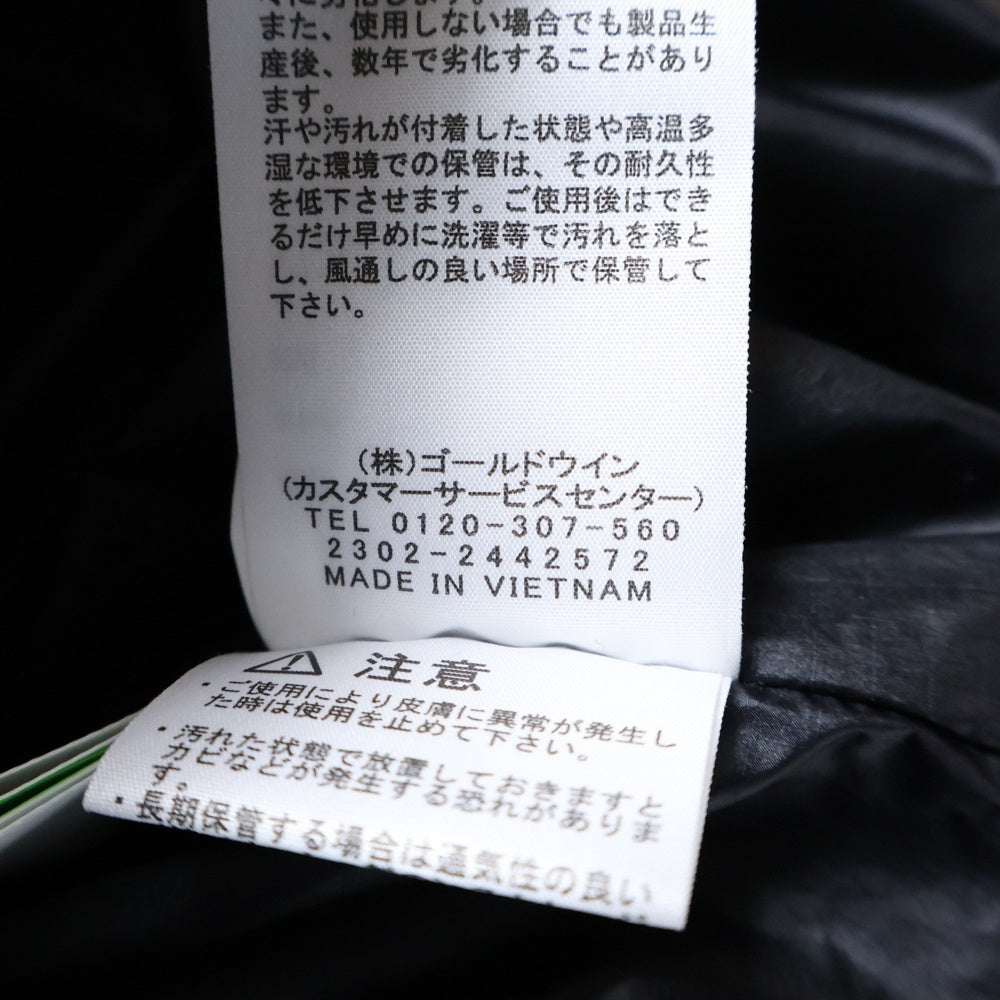 くに劣化します。
また、使用しない場合でも製品生
産後、数年で劣化することがあり
ます。
汗や汚れが付着した状態や高温多
湿な環境での保管は、その耐久性
を低下させます。ご使用後はでき
るだけ早めに洗濯等で汚れを落と
し、風通しの良い場所で保管して
下さい。
(株)ゴールドウイン
(カスタマーサービスセンター)
TEL 0120-307-560
2302-2442572
MADE IN VIETNAM
注意
・ご使用により皮膚に異常が発生し
た時は使用を止めて下さい。
・汚れた状態で放置しておきますと
カビなどが発生する恐れがありま
す。
・長期保管する場合は通気性の良い